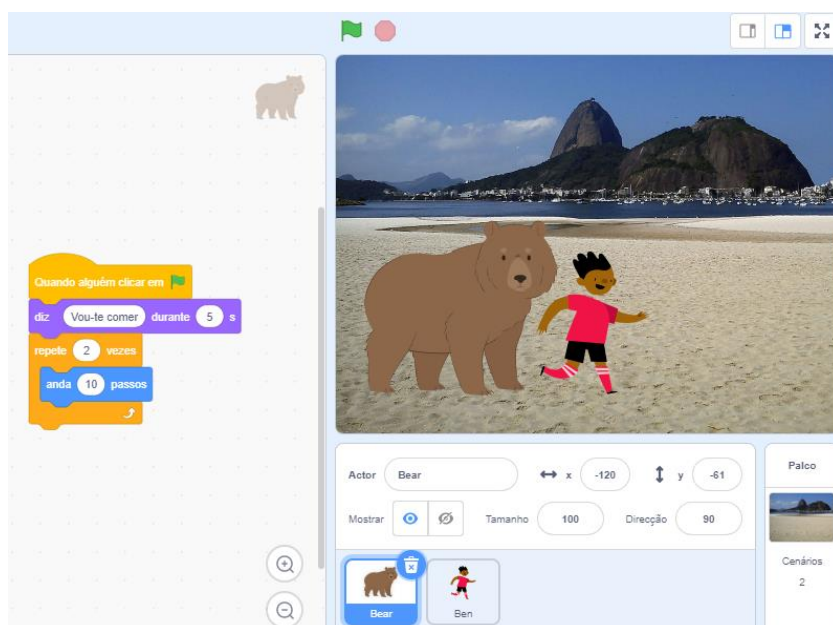 Quando alguém clicar em
diz Vou-te comer durante 5 s
repete 2 vezes
anda 10 passos
Actor Bear x -120 y -61
Mostrar Tamanho 100 Direcção 90
Bear
Ben
Palco
Cenários
2